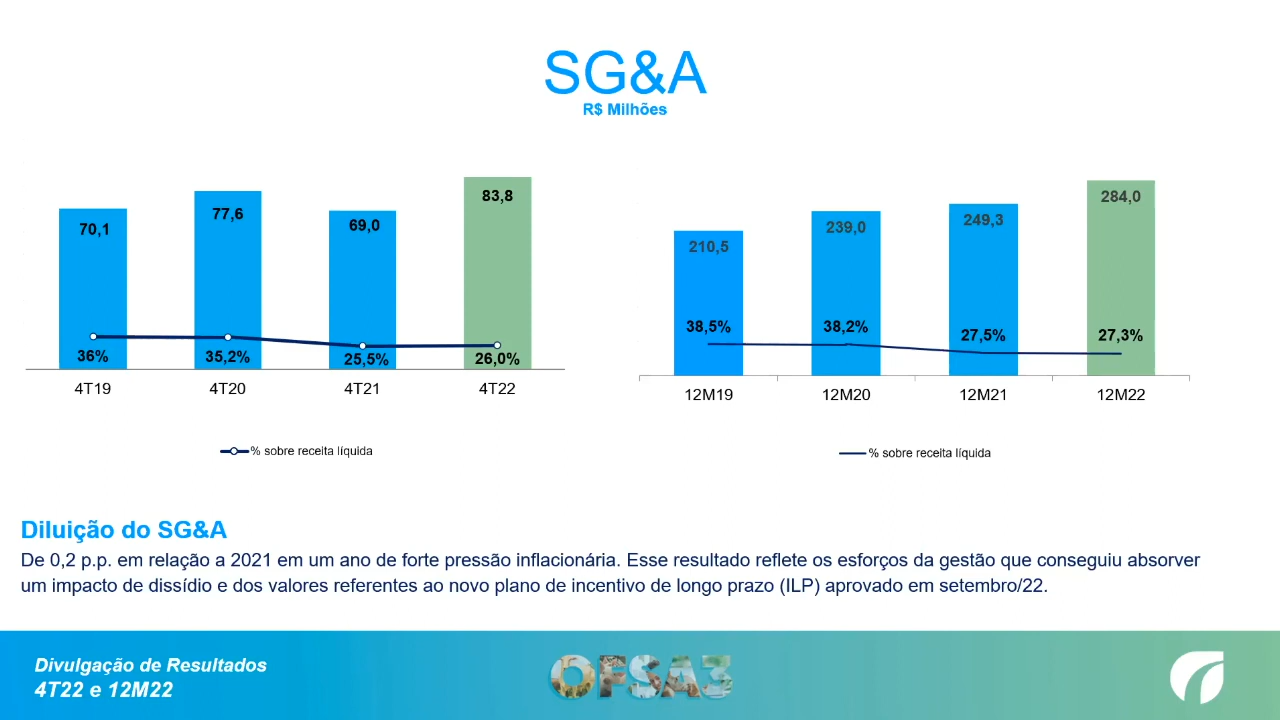 SG&A
R$ Milhões
70,1
77,6
69,0
83,8
36%
35,2%
25,5%
26,0%
4T19
4T20
4T21
4T22
% sobre receita líquida
210,5
239,0
249,3
284,0
38,5%
38,2%
27,5%
27,3%
12M19
12M20
12M21
12M22
% sobre receita líquida
Diluição do SG&A
De 0,2 p.p. em relação a 2021 em um ano de forte pressão inflacionária. Esse resultado reflete os esforços da gestão que conseguiu absorver
um impacto de dissídio e dos valores referentes ao novo plano de incentivo de longo prazo (ILP) aprovado em setembro/22.
Divulgação de Resultados
4T22 e 12M22
OFSA3